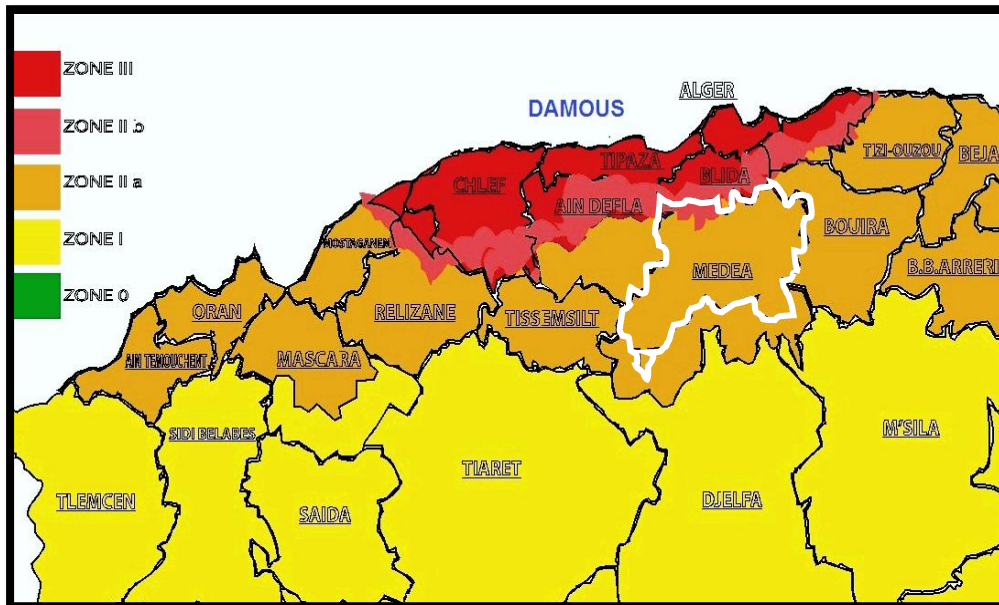 ZONE III
ZONE II b
ZONE II a
ZONE I
ZONE 0
ALGER
DAMOUS
TIPAZA
TIZI-OUZOU
BEJA
CHLEF
BLIDA
AIN DEFLA
MOSTAGANEM
BOUIRA
MEDEA
B.B.ARRERI
ORAN
RELIZANE
TISSEMSILT
AIN TEMOUCHENT
MASCARA
SIDI BELABES
M'SILA
TIARET
TLEMCEN
SAIDA
DJELFA